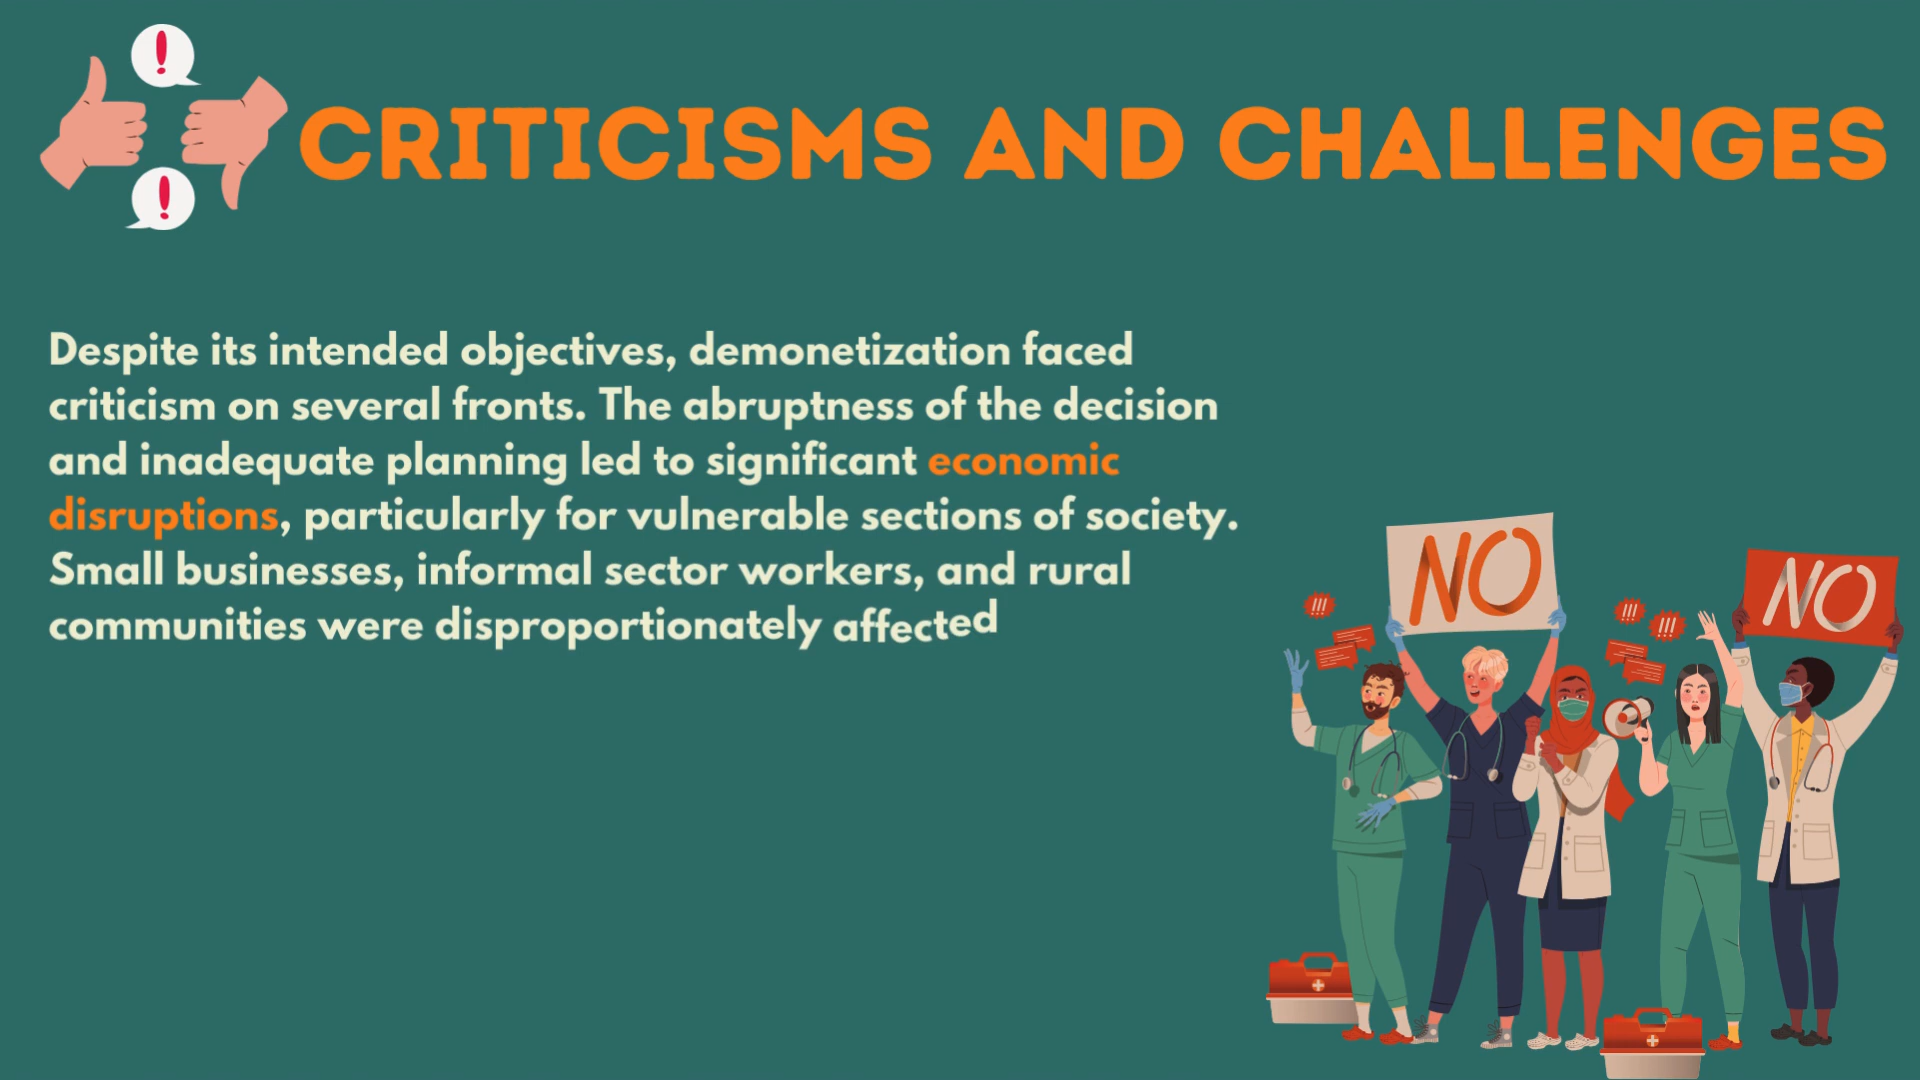 !
CRITICISMS AND CHALLENGES
!
Despite its intended objectives, demonetization faced
criticism on several fronts. The abruptness of the decision
and inadequate planning led to significant economic
disruptions, particularly for vulnerable sections of society.
Small businesses, informal sector workers, and rural
communities were disproportionately affected
NO
NO
!!!
!!!
!!!